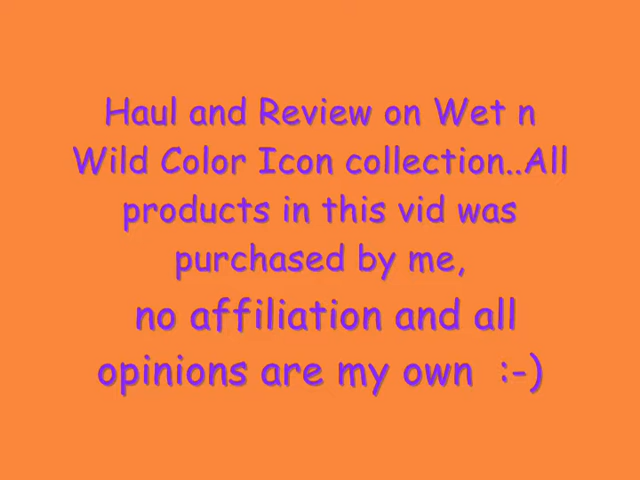 Haul and Review on Wet n
Wild Color Icon collection..All
products in this vid was
purchased by me,
no affiliation and all
opinions are my own :-)